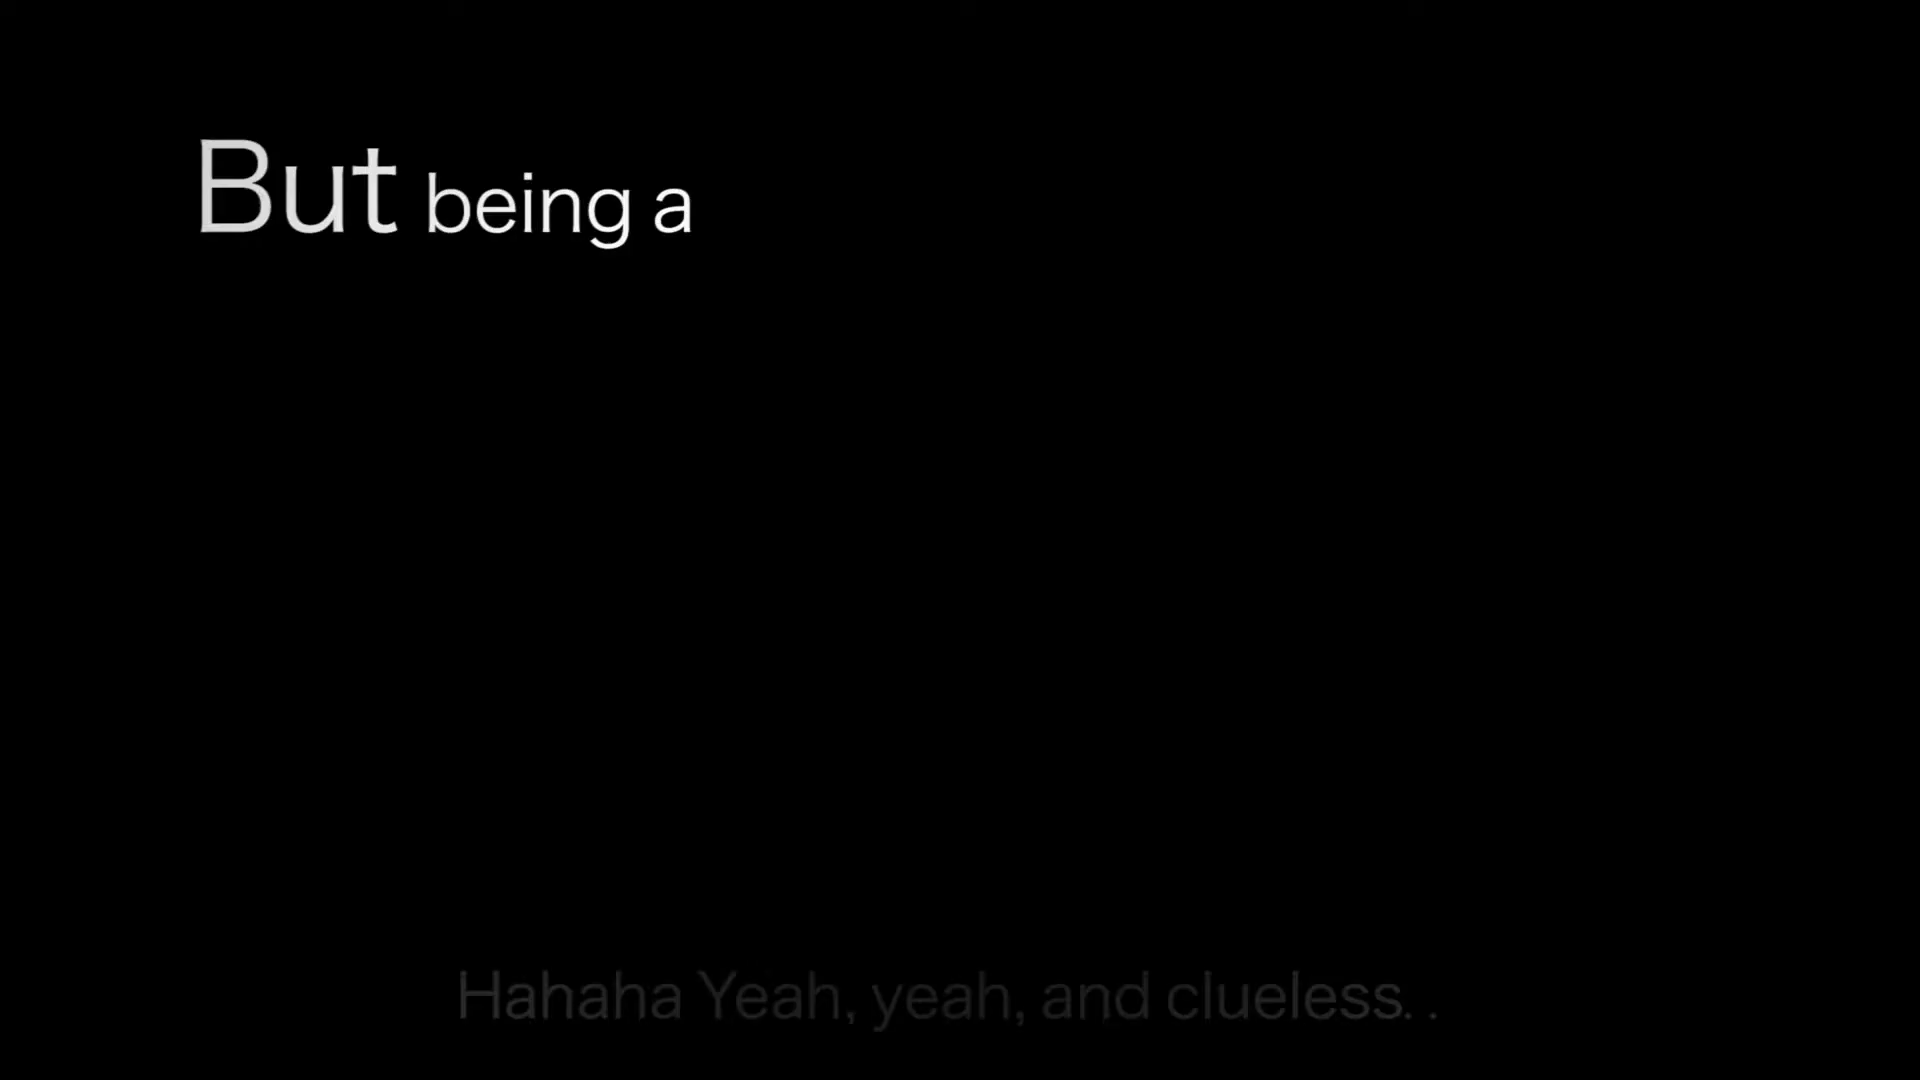 But being a
Hahaha Yeah, yeah, and clueless. .